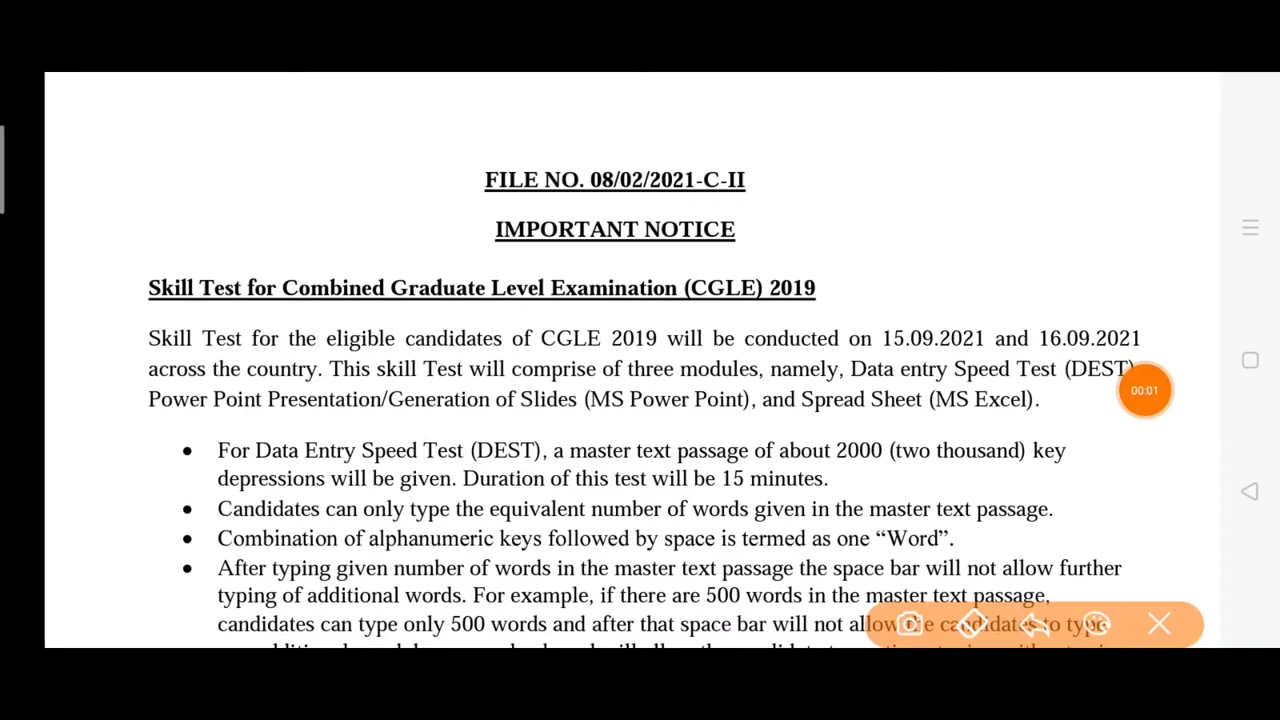 FILE NO. 08/02/2021-C-II
IMPORTANT NOTICE
Skill Test for Combined Graduate Level Examination (CGLE) 2019
Skill Test for the eligible candidates of CGLE 2019 will be conducted on 15.09.2021 and 16.09.2021
across the country. This skill Test will comprise of three modules, namely, Data entry Speed Test (DEST)
Power Point Presentation/Generation of Slides (MS Power Point), and Spread Sheet (MS Excel).
00:01
• For Data Entry Speed Test (DEST), a master text passage of about 2000 (two thousand) key
depressions will be given. Duration of this test will be 15 minutes.
• Candidates can only type the equivalent number of words given in the master text passage.
• Combination of alphanumeric keys followed by space is termed as one “Word”.
• After typing given number of words in the master text passage the space bar will not allow further
typing of additional words. For example, if there are 500 words in the master text passage,
candidates can type only 500 words and after that space bar will not allow the candidates to type